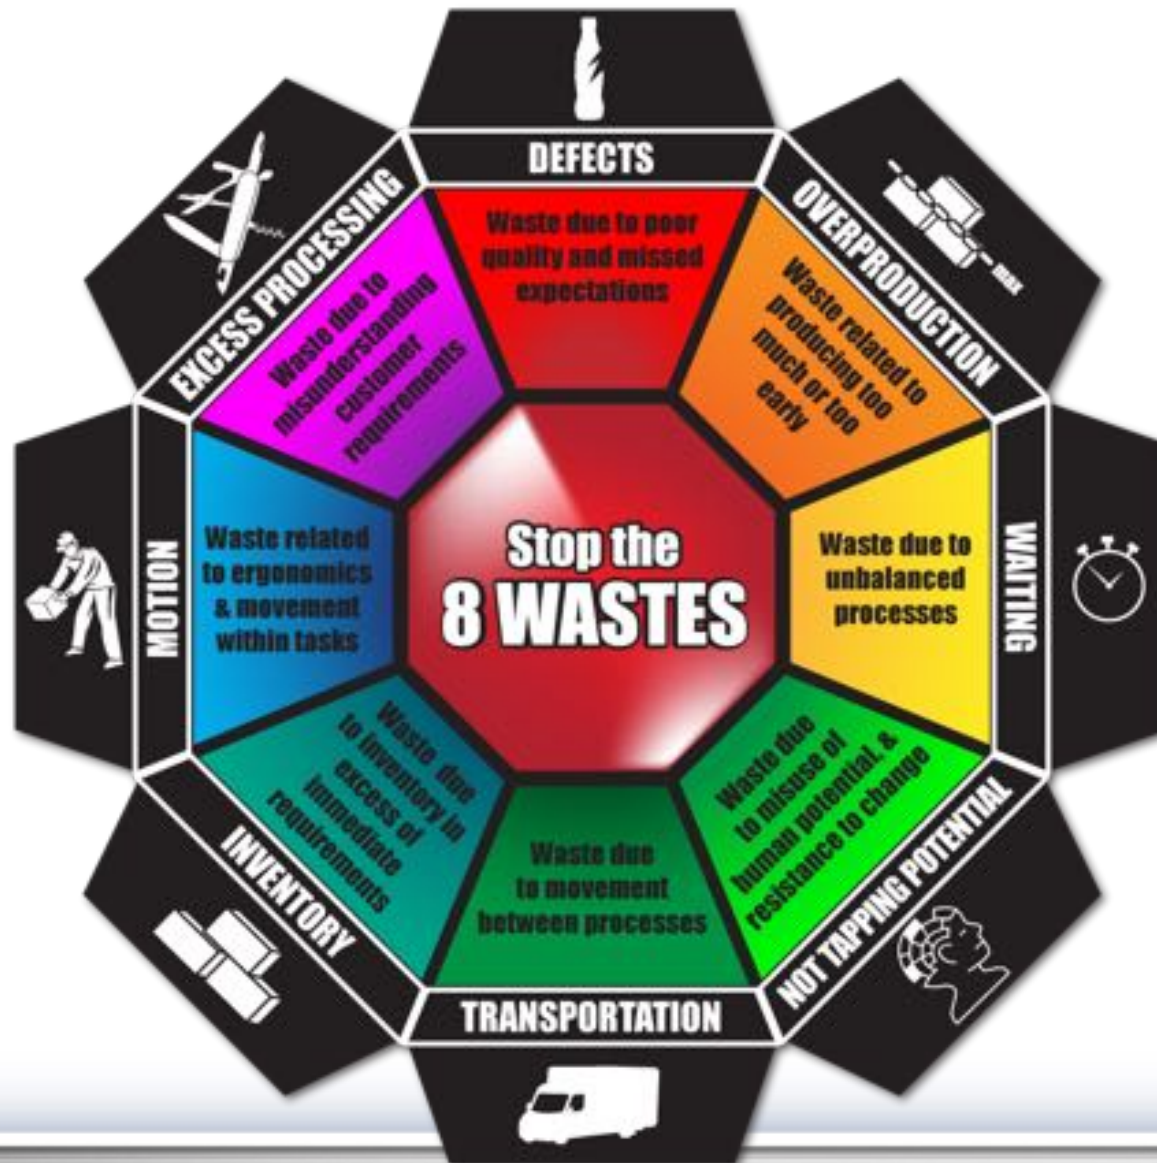 DEFECTS
Waste due to poor
quality and missed
expectations
OVERPRODUCTION
max
Waste related to
producing too
much or too
early
WAITING
Waste due to
unbalanced
processes
NOT TAPPING POTENTIAL
Waste due
to misuse of
human potential, &
resistance to change
TRANSPORTATION
Waste due
to movement
between processes
INVENTORY
Waste due
to inventory in
excess of
immediate
requirements
MOTION
Waste related
to ergonomics
& movement
within tasks
EXCESS PROCESSING
Waste due to
misunderstanding
customer
requirements
Stop the
8 WASTES